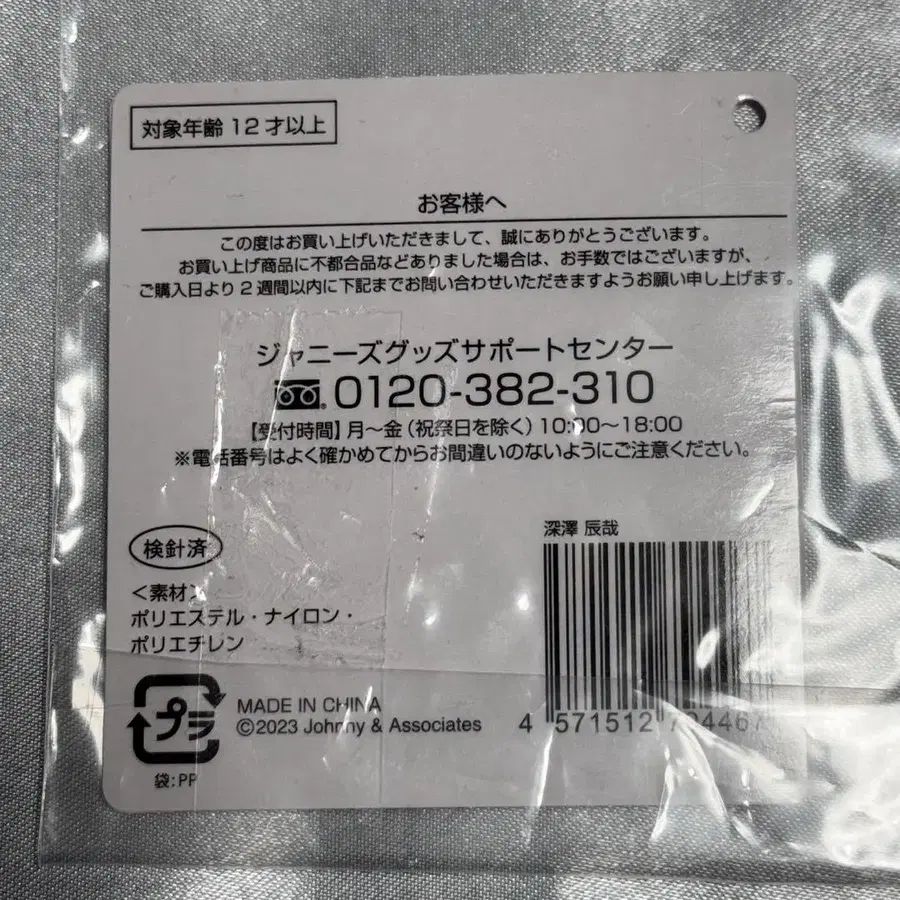 対象年齢 12 才以上
お客様へ
この度はお買い上げいただきまして、誠にありがとうございます。
お買い上げ商品に不都合品などありました場合は、お手数ではございますが、
ご購入日より2週間以内に下記までお問い合わせいただきますようお願い申し上げます。
ジャニーズグッズサポートセンター
0120-382-310
【受付時間】月〜金(祝祭日を除く)10:00〜18:00
※電話番号はよく確かめてからお間違いのないようにご注意ください。
深澤 辰哉
検針済
<素材>
ポリエステル・ナイロン・
ポリエチレン
プラ
MADE IN CHINA
©2023 Johnny & Associates
袋:PP
4 571512